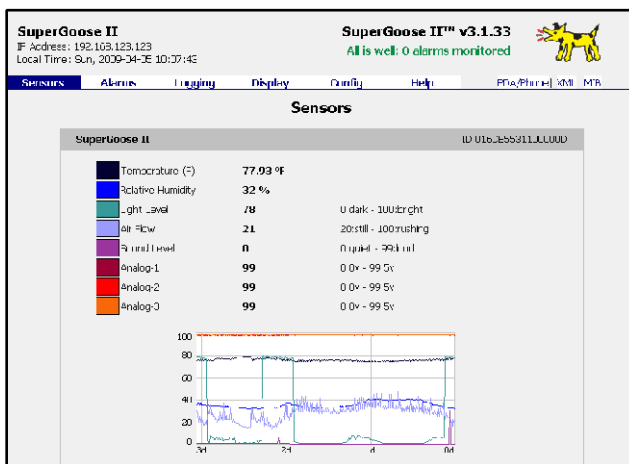 SuperGoose II
SuperGoose II™ v3.1.33
IP Address: 192.168.123.123
All is well: 0 alarms monitored
Local Time: Sun, 2009-04-05 10:07:43
Sensors Alarms Logging Display Config Help PDA/Phone| XML MIB
Sensors
SuperGoose II ID
Temperature (F) 77.93 ºF
Relative Humidity 32 %
Light Level 78 0:dark - 100:bright
Air Flow 21 20:still - 100:rushing
Sound Level 0 0:quiet - 99:loud
Analog-1 99 0:0v - 99:5v
Analog-2 99 0:0v - 99:5v
Analog-3 99 0:0v - 99:5v
100
80
60
40
20
0
3d 2d d 0d